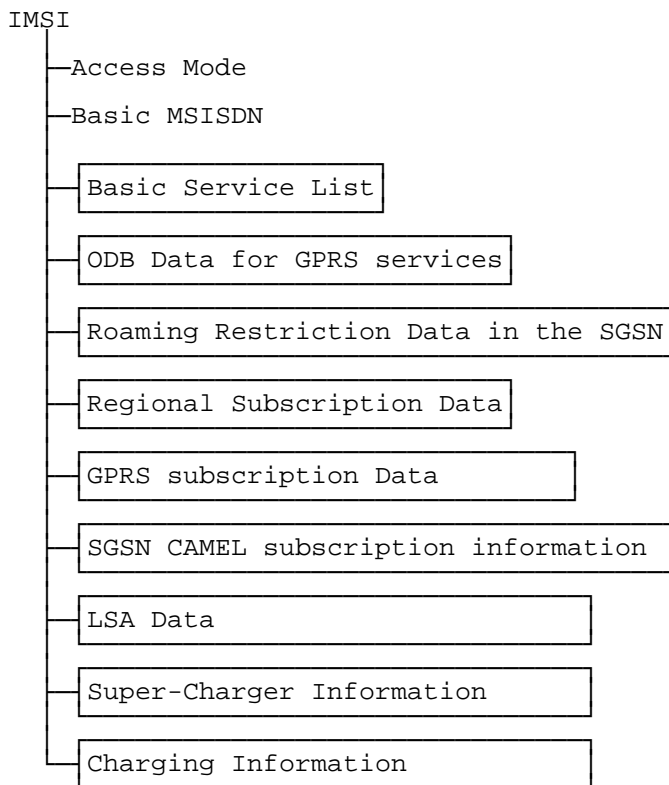 IMSI
Access Mode
Basic MSISDN
Basic Service List
ODB Data for GPRS services
Roaming Restriction Data in the SGSN
Regional Subscription Data
GPRS subscription Data
SGSN CAMEL subscription information
LSA Data
Super-Charger Information
Charging Information